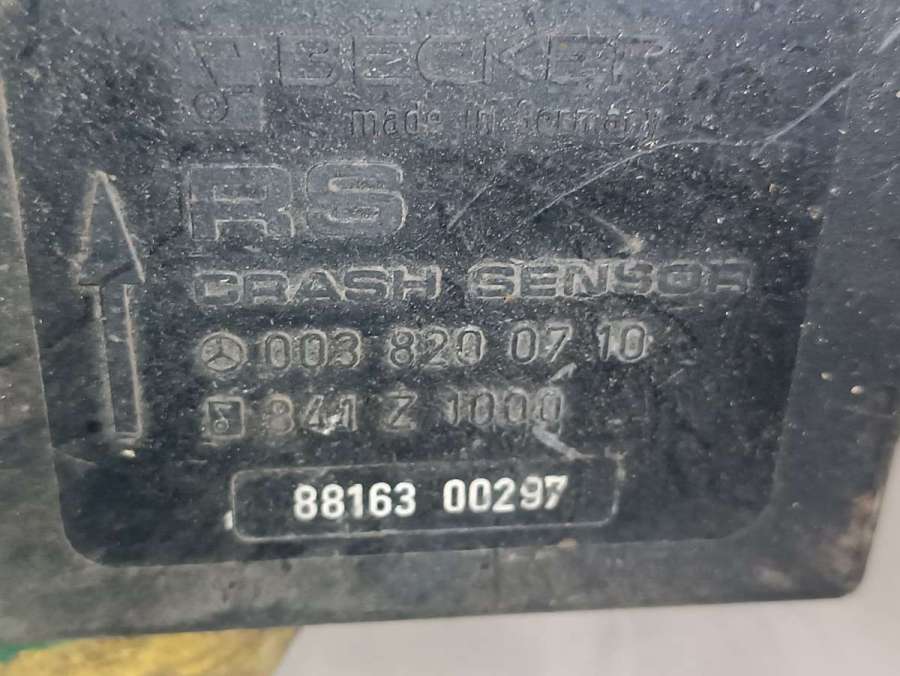 BECKER
made in Germany
RS
CRASH SENSOR
003 820 07 10
841 Z 1000
88163 00297